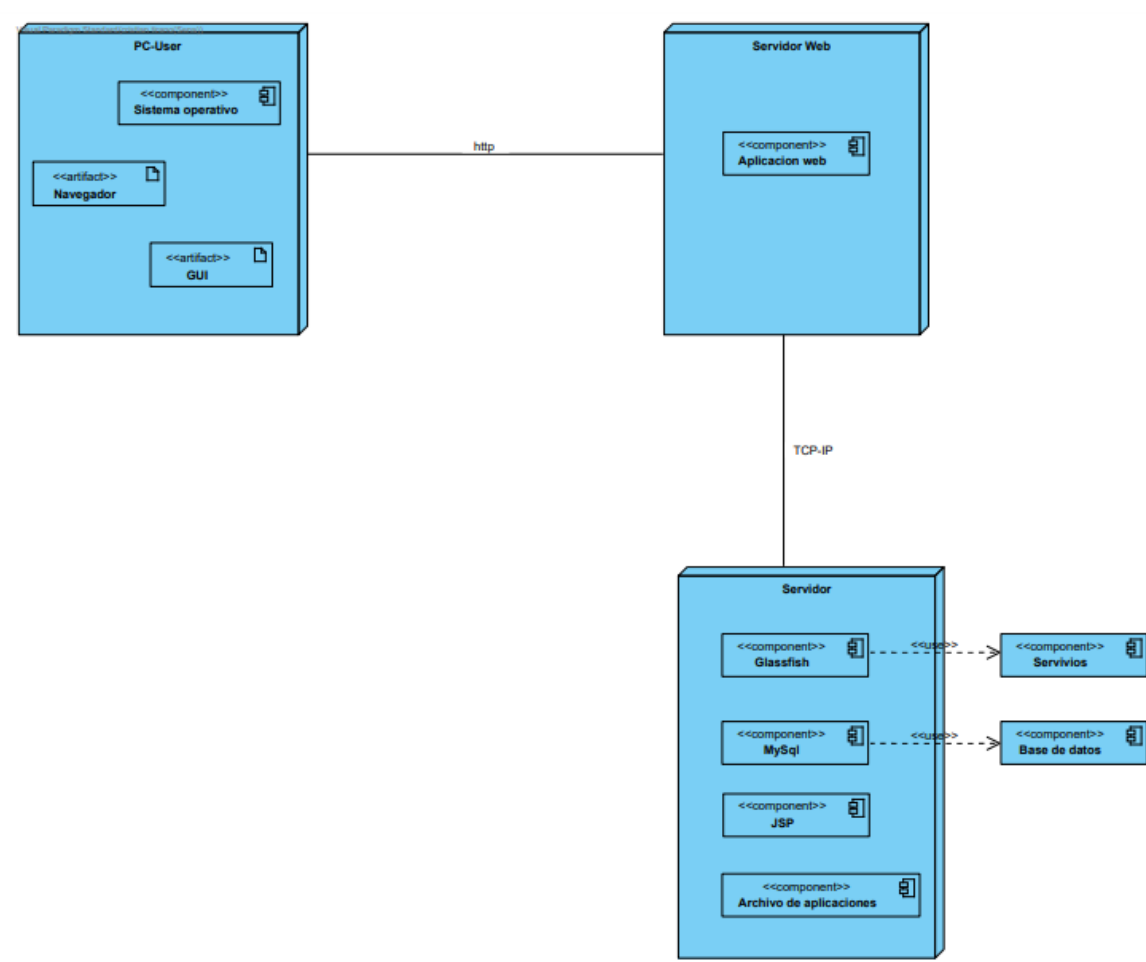 PC-User
<<component>>
Sistema operativo
<<artifact>>
Navegador
<<artifact>>
GUI
http
Servidor Web
<<component>>
Aplicacion web
TCP-IP
Servidor
<<component>>
Glassfish
<<use>>
<<component>>
Servivios
<<component>>
MySql
<<use>>
<<component>>
Base de datos
<<component>>
JSP
<<component>>
Archivo de aplicaciones